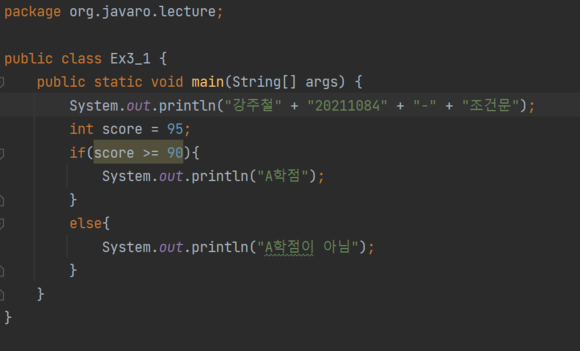 package org.javaro.lecture;
public class Ex3_1 {
public static void main(String[] args) {
System.out.println("강주철" + "20211084" + "-" + "조건문");
int score = 95;
if(score >= 90){
System.out.println("A학점");
}
else{
System.out.println("A학점이 아님");
}
}
}